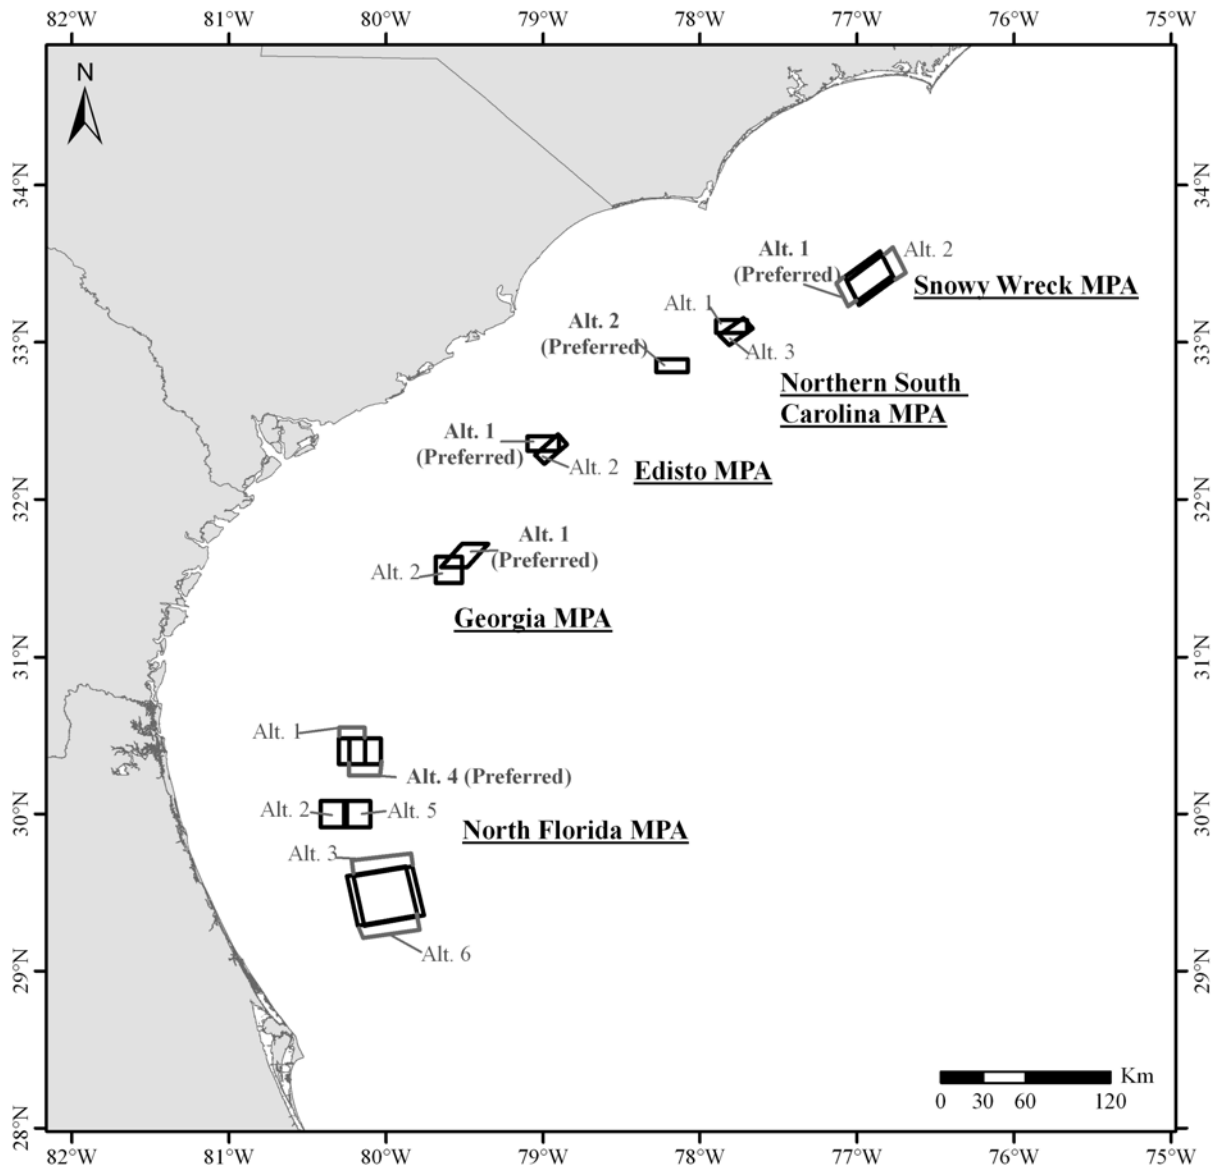 82°W 81°W 80°W 79°W 78°W 77°W 76°W 75°W
N
34°N
33°N
32°N
31°N
30°N
29°N
28°N
34°N
33°N
32°N
31°N
30°N
29°N
28°N
Alt. 1
(Preferred)
Alt. 2
Snowy Wreck MPA
Alt. 1
Alt. 2
(Preferred)
Alt. 3
Northern South
Carolina MPA
Alt. 1
(Preferred)
Alt. 2
Edisto MPA
Alt. 1
(Preferred)
Alt. 2
Georgia MPA
Alt. 1
Alt. 4 (Preferred)
Alt. 2
Alt. 5
North Florida MPA
Alt. 3
Alt. 6
Km
0 30 60 120
82°W 81°W 80°W 79°W 78°W 77°W 76°W 75°W